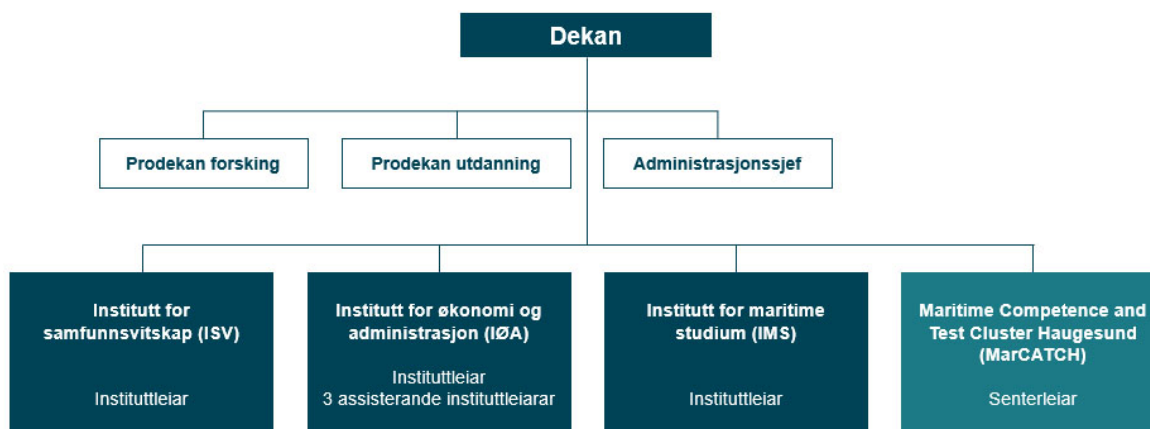 Dekan
Prodekan forsking
Prodekan utdanning
Administrasjonssjef
Institutt for
samfunnsvitskap (ISV)
Instituttleiar
Institutt for økonomi og
administrasjon (IØA)
Instituttleiar
3 assisterande instituttleiarar
Institutt for maritime
studium (IMS)
Instituttleiar
Maritime Competence and
Test Cluster Haugesund
(MarCATCH)
Senterleiar